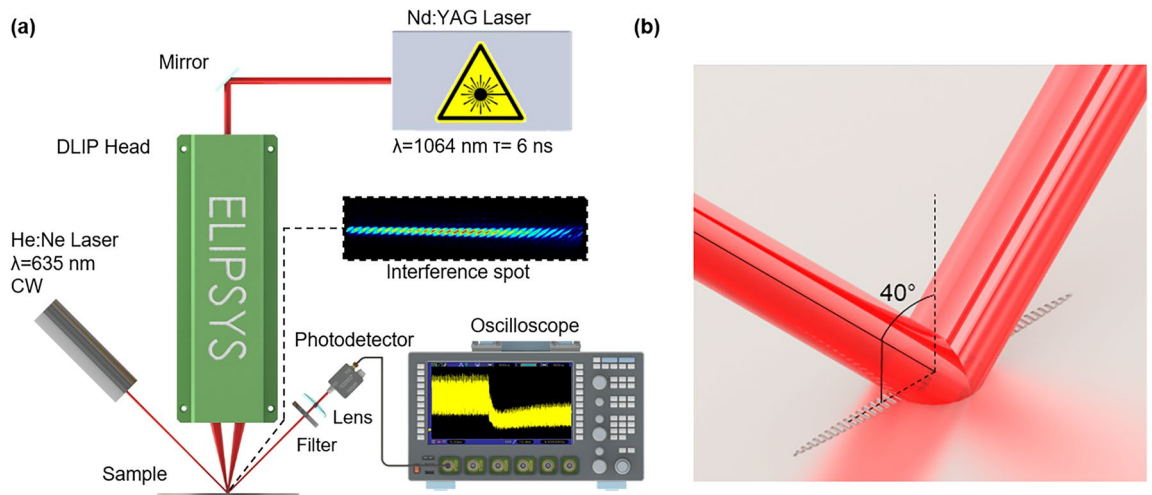 (a)
Nd:YAG Laser
Mirror
DLIP Head
λ=1064 nm τ= 6 ns
ELIPSYS
He:Ne Laser
λ=635 nm
CW
Interference spot
Photodetector
Oscilloscope
Lens
Filter
Sample
(b)
40°